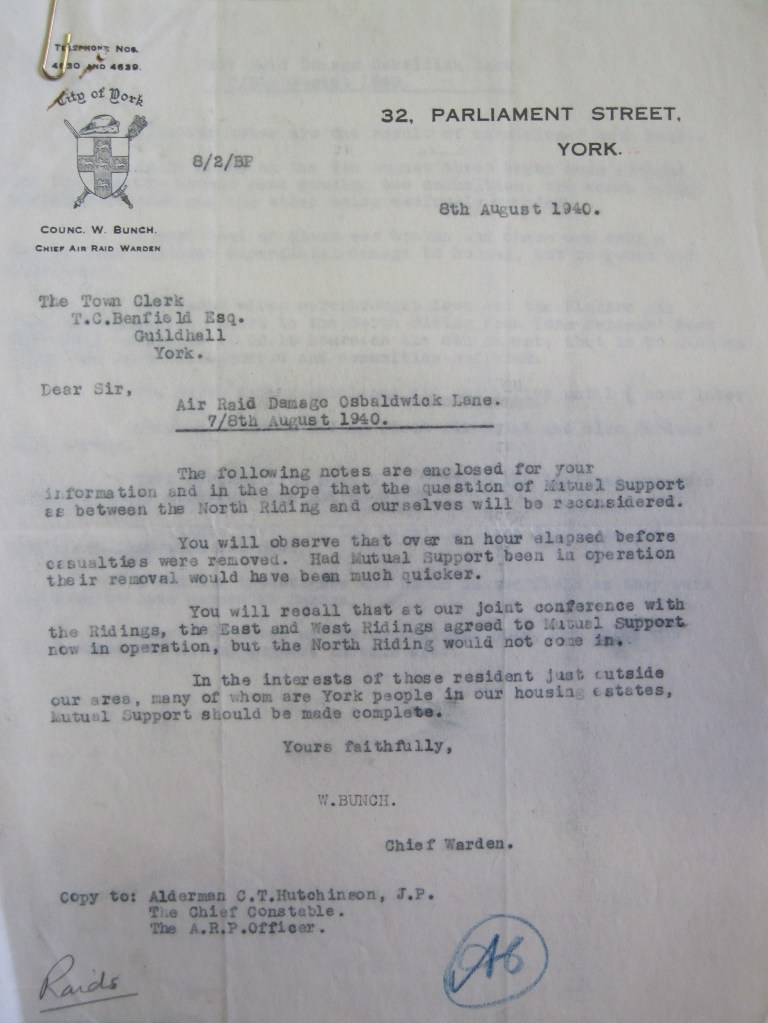 TELEPHONE NOS.
4630 AND 4639.
City of York
COUNC. W. BUNCH.
CHIEF AIR RAID WARDEN
8/2/BP
32, PARLIAMENT STREET,
YORK.
8th August 1940.
The Town Clerk
T.C.Benfield Esq.
Guildhall
York.
Dear Sir,
Air Raid Damage Osbaldwick Lane.
7/8th August 1940.
The following notes are enclosed for your
information and in the hope that the question of Mutual Support
as between the North Riding and ourselves will be reconsidered.
You will observe that over an hour elapsed before
casualties were removed. Had Mutual Support been in operation
their removal would have been much quicker.
You will recall that at our joint conference with
the Ridings, the East and West Ridings agreed to Mutual Support
now in operation, but the North Riding would not come in.
In the interests of those resident just outside
our area, many of whom are York people in our housing estates,
Mutual Support should be made complete.
Yours faithfully,
W.BUNCH.
Chief Warden.
Copy to: Alderman C.T.Hutchinson, J.P.
The Chief Constable.
The A.R.P.Officer.
Raids